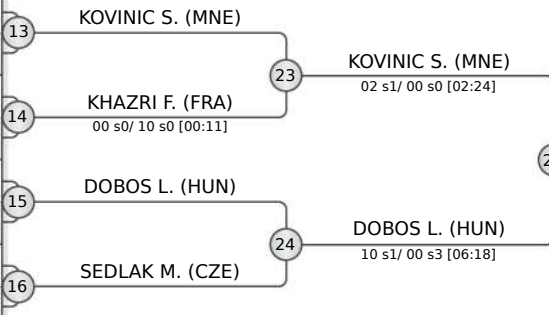 13
KOVINIC S. (MNE)
23
KOVINIC S. (MNE)
02 s1/ 00 s0 [02:24]
14
KHAZRI F. (FRA)
00 s0/ 10 s0 [00:11]
15
DOBOS L. (HUN)
24
DOBOS L. (HUN)
10 s1/ 00 s3 [06:18]
16
SEDLAK M. (CZE)